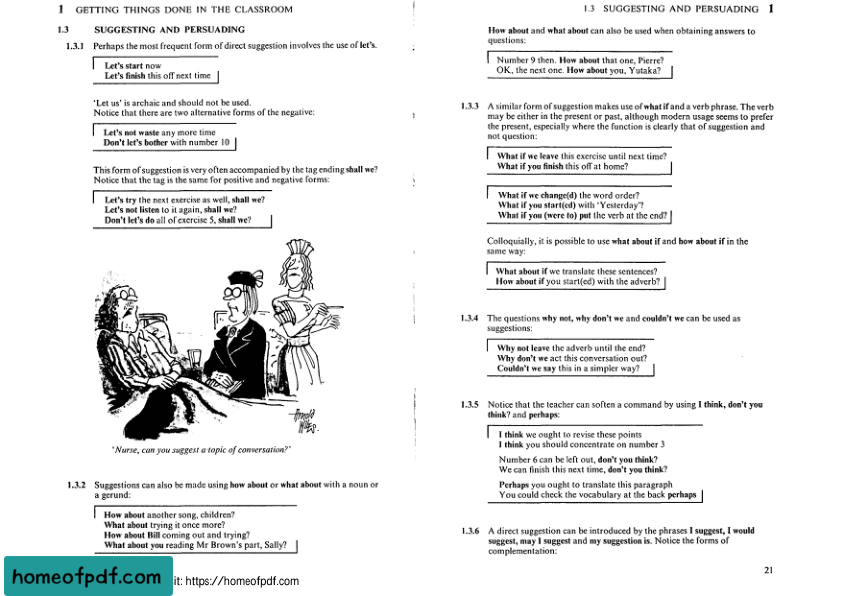 1 GETTING THINGS DONE IN THE CLASSROOM
1.3 SUGGESTING AND PERSUADING
1.3.1 Perhaps the most frequent form of direct suggestion involves the use of let's.
Let's start now
Let's finish this off next time
'Let us' is archaic and should not be used.
Notice that there are two alternative forms of the negative:
Let's not waste any more time
Don't let's bother with number 10
This form of suggestion is very often accompanied by the tag ending shall we?
Notice that the tag is the same for positive and negative forms:
Let's try the next exercise as well, shall we?
Let's not listen to it again, shall we?
Don't let's do all of exercise 5, shall we?
'Nurse, can you suggest a topic of conversation?'
1.3.2 Suggestions can also be made using how about or what about with a noun or
a gerund:
How about another song, children?
What about trying it once more?
How about Bill coming out and trying?
What about you reading Mr Brown's part, Sally?
homeofpdf.com
it: https://homeofpdf.com
1.3 SUGGESTING AND PERSUADING 1
How about and what about can also be used when obtaining answers to
questions:
Number 9 then. How about that one, Pierre?
OK, the next one. How about you, Yutaka?
1.3.3 A similar form of suggestion makes use of what if and a verb phrase. The verb
may be either in the present or past, although modern usage seems to prefer
the present, especially where the function is clearly that of suggestion and
not question:
What if we leave this exercise until next time?
What if you finish this off at home?
What if we change(d) the word order?
What if you start(ed) with 'Yesterday'?
What if you (were to) put the verb at the end?
Colloquially, it is possible to use what about if and how about if in the
same way:
What about if we translate these sentences?
How about if you start(ed) with the adverb?
1.3.4 The questions why not, why don't we and couldn't we can be used as
suggestions:
Why not leave the adverb until the end?
Why don't we act this conversation out?
Couldn't we say this in a simpler way?
1.3.5 Notice that the teacher can soften a command by using I think, don't you
think? and perhaps:
I think we ought to revise these points
I think you should concentrate on number 3
Number 6 can be left out, don't you think?
We can finish this next time, don't you think?
Perhaps you ought to translate this paragraph
You could check the vocabulary at the back perhaps
1.3.6 A direct suggestion can be introduced by the phrases I suggest, I would
suggest, may I suggest and my suggestion is. Notice the forms of
complementation:
21